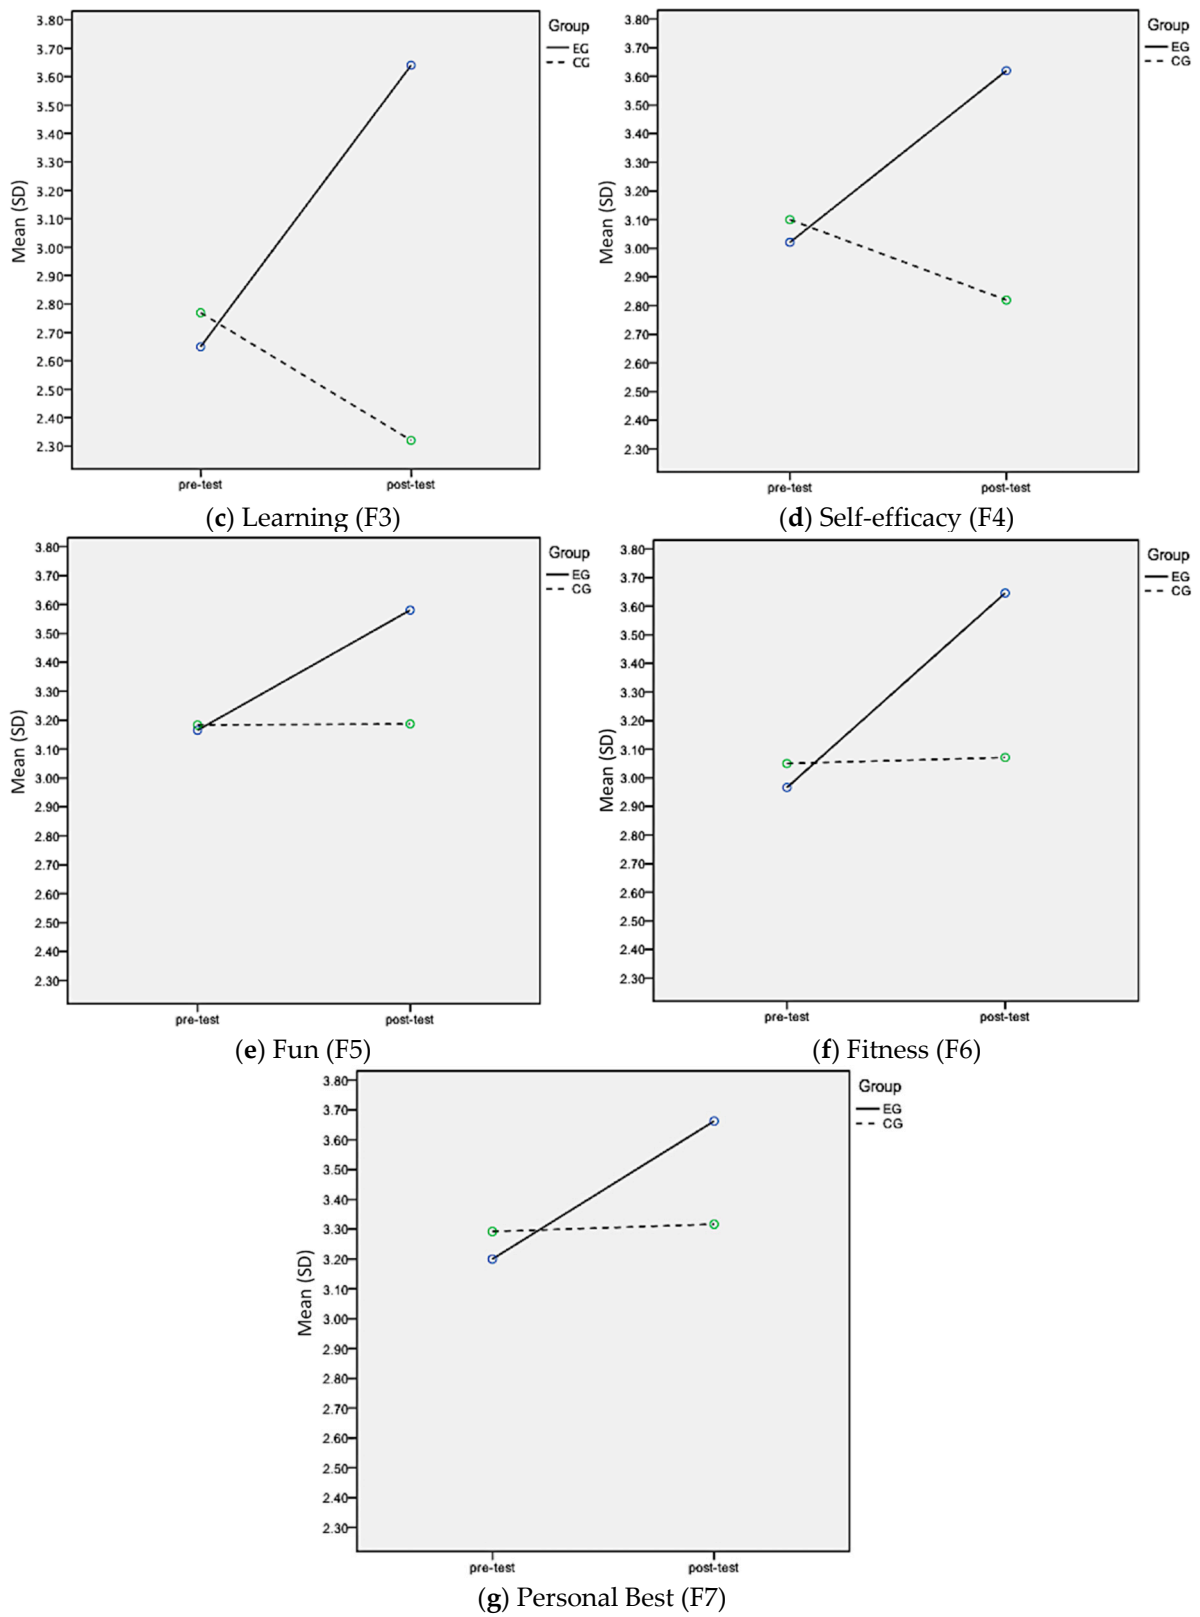 3.80
3.70
3.60
3.50
3.40
3.30
3.20
3.10
3.00
2.90
2.80
2.70
2.60
2.50
2.40
2.30
Mean (SD)
pre-test post-test
Group
EG
CG
(c) Learning (F3)
3.80
3.70
3.60
3.50
3.40
3.30
3.20
3.10
3.00
2.90
2.80
2.70
2.60
2.50
2.40
2.30
Mean (SD)
pre-test post-test
Group
EG
CG
(d) Self-efficacy (F4)
3.80
3.70
3.60
3.50
3.40
3.30
3.20
3.10
3.00
2.90
2.80
2.70
2.60
2.50
2.40
2.30
Mean (SD)
pre-test post-test
Group
EG
CG
(e) Fun (F5)
3.80
3.70
3.60
3.50
3.40
3.30
3.20
3.10
3.00
2.90
2.80
2.70
2.60
2.50
2.40
2.30
Mean (SD)
pre-test post-test
Group
EG
CG
(f) Fitness (F6)
3.80
3.70
3.60
3.50
3.40
3.30
3.20
3.10
3.00
2.90
2.80
2.70
2.60
2.50
2.40
2.30
Mean (SD)
pre-test post-test
Group
EG
CG
(g) Personal Best (F7)